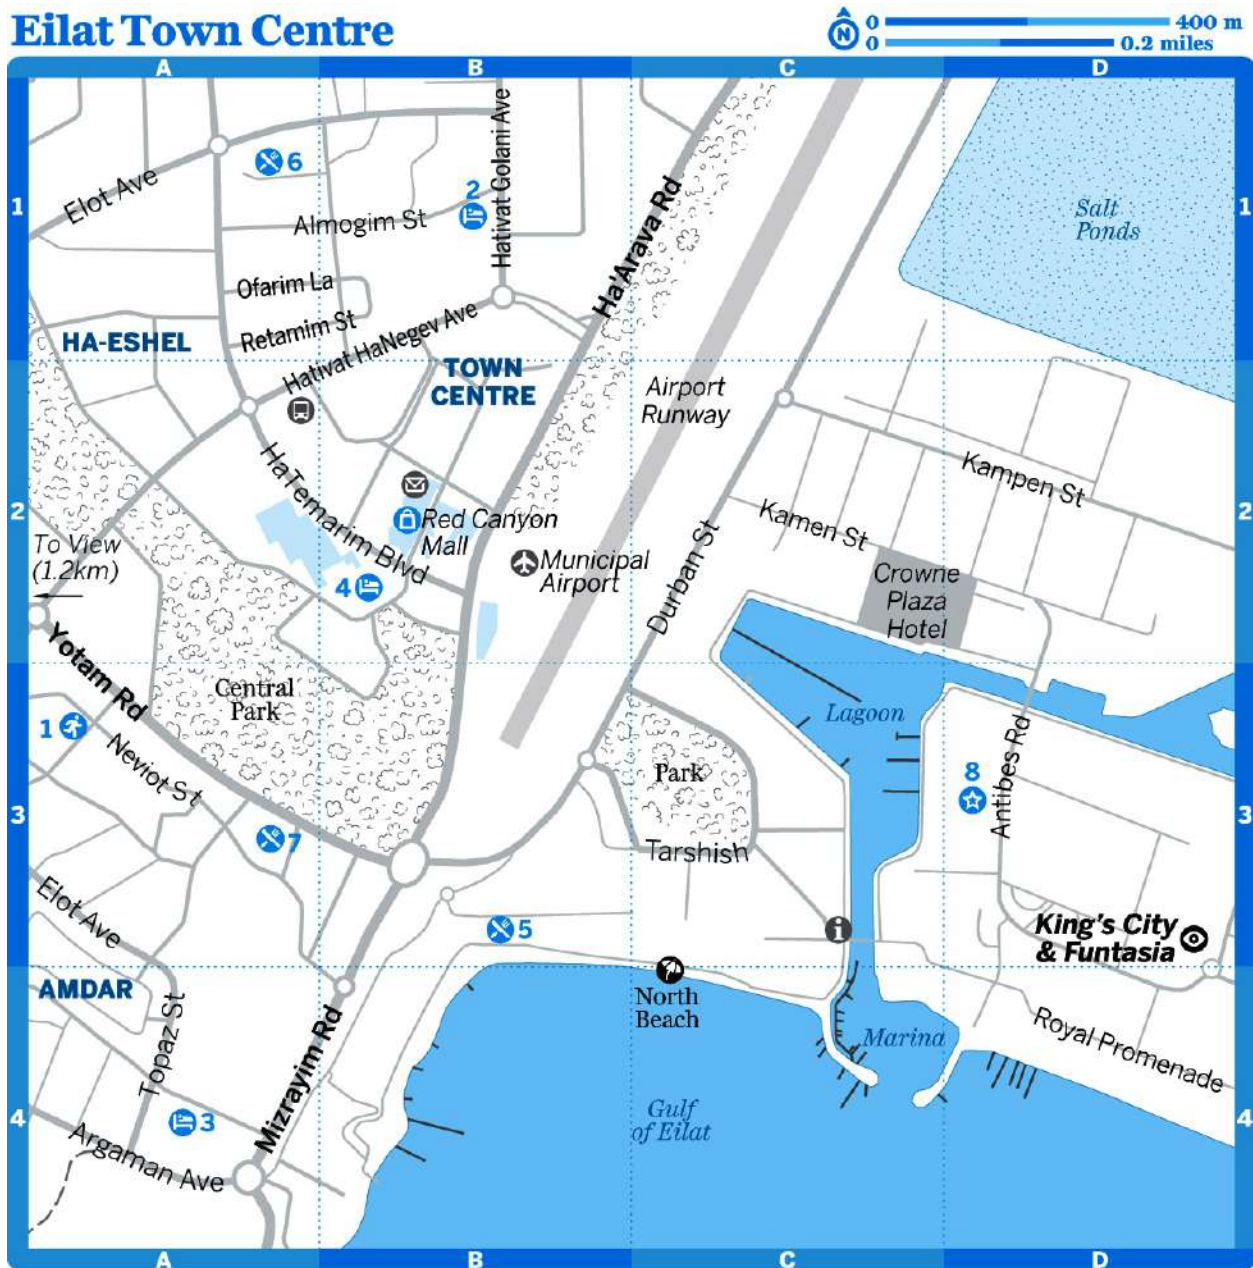 Eilat Town Centre
N
0
400 m
0
0.2 miles
A
B
C
D
1
1
6
Elot Ave
2
Almogim St
Hativat Golani Ave
Ha'Arava Rd
Salt
Ponds
Ofarim La
Retamim St
Hativat HaNegev Ave
HA-ESHEL
TOWN
CENTRE
Airport
Runway
2
2
HaTemarim Blvd
Red Canyon
Mall
Kampen St
Kamen St
To View
(1.2km)
4
Municipal
Airport
Durban St
Crowne
Plaza
Hotel
Yotam Rd
Central
Park
1
Neviot St
Lagoon
Park
8
Antibes Rd
3
3
7
Tarshish
Elot Ave
5
i
King's City
& Funtasia
AMDAR
North
Beach
Topaz St
Mizrayim Rd
Marina
Royal Promenade
4
4
3
Gulf
of Eilat
Argaman Ave
A
B
C
D